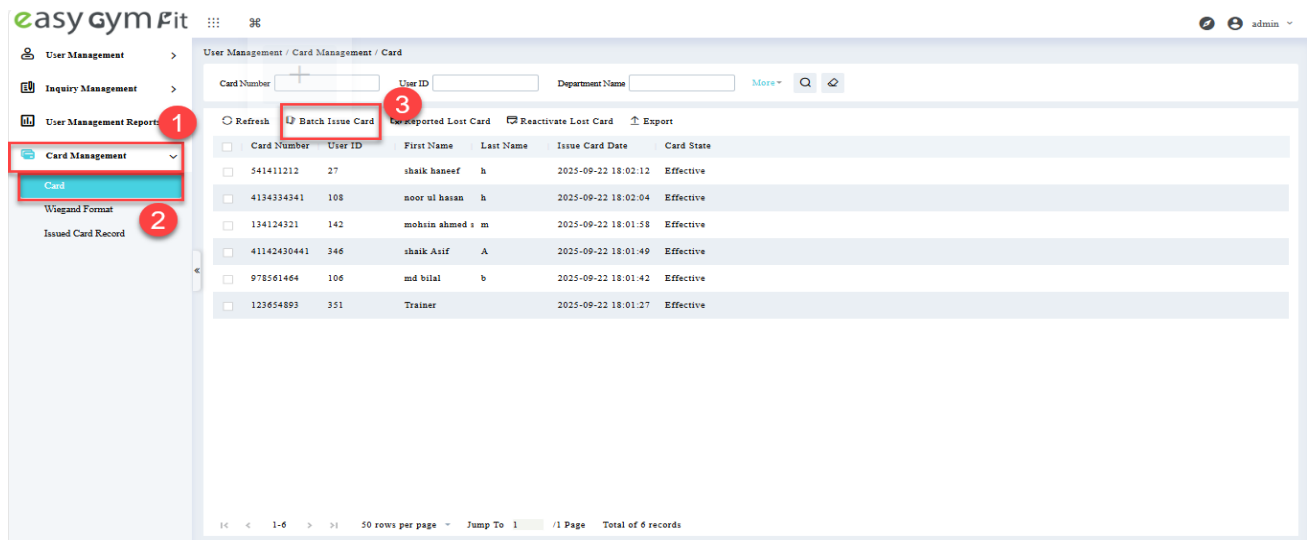 easy Gym Fit
admin
User Management
Inquiry Management
User Management Report
1
Card Management
Card
2
Wiegand Format
Issued Card Record
User Management / Card Management / Card
Card Number User ID Department Name More
3
Refresh Batch Issue Card Reported Lost Card Reactivate Lost Card Export
Card Number User ID First Name Last Name Issue Card Date Card State
541411212 27 shaik haneef h 2025-09-22 18:02:12 Effective
4134334341 108 noor ul hasan h 2025-09-22 18:02:04 Effective
134124321 142 mohsin ahmed s m 2025-09-22 18:01:58 Effective
41142430441 346 shaik Asif A 2025-09-22 18:01:49 Effective
978561464 106 md bilal b 2025-09-22 18:01:42 Effective
123654893 351 Trainer 2025-09-22 18:01:27 Effective
1-6 50 rows per page Jump To 1 /1 Page Total of 6 records